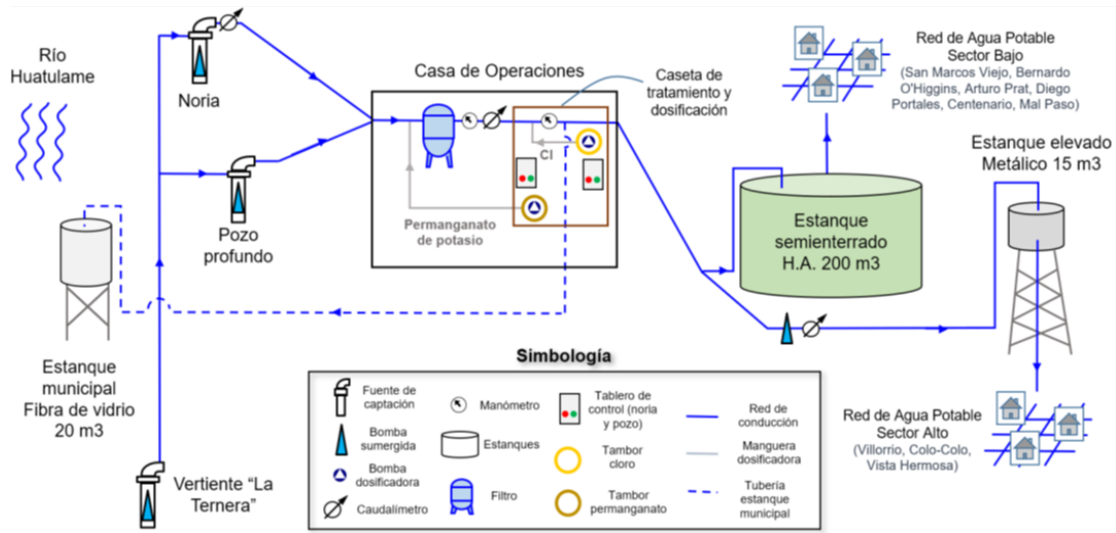 Río
Huatulame
Noria
Pozo
profundo
Estanque
municipal
Fibra de vidrio
20 m3
Vertiente “La
Ternera”
Casa de Operaciones
Caseta de
tratamiento y
dosificación
Cl
Permanganato
de potasio
Red de Agua Potable
Sector Bajo
(San Marcos Viejo, Bernardo
O'Higgins, Arturo Prat, Diego
Portales, Centenario, Mal Paso)
Estanque elevado
Metálico 15 m3
Estanque
semienterrado
H.A. 200 m3
Red de Agua Potable
Sector Alto
(Villorrio, Colo-Colo,
Vista Hermosa)
Simbología
Fuente de
captación
Bomba
sumergida
Bomba
dosificadora
Caudalímetro
Manómetro
Estanques
Filtro
Tablero de
control (noria
y pozo)
Tambor
cloro
Tambor
permanganato
Red de
conducción
Manguera
dosificadora
Tubería
estanque
municipal